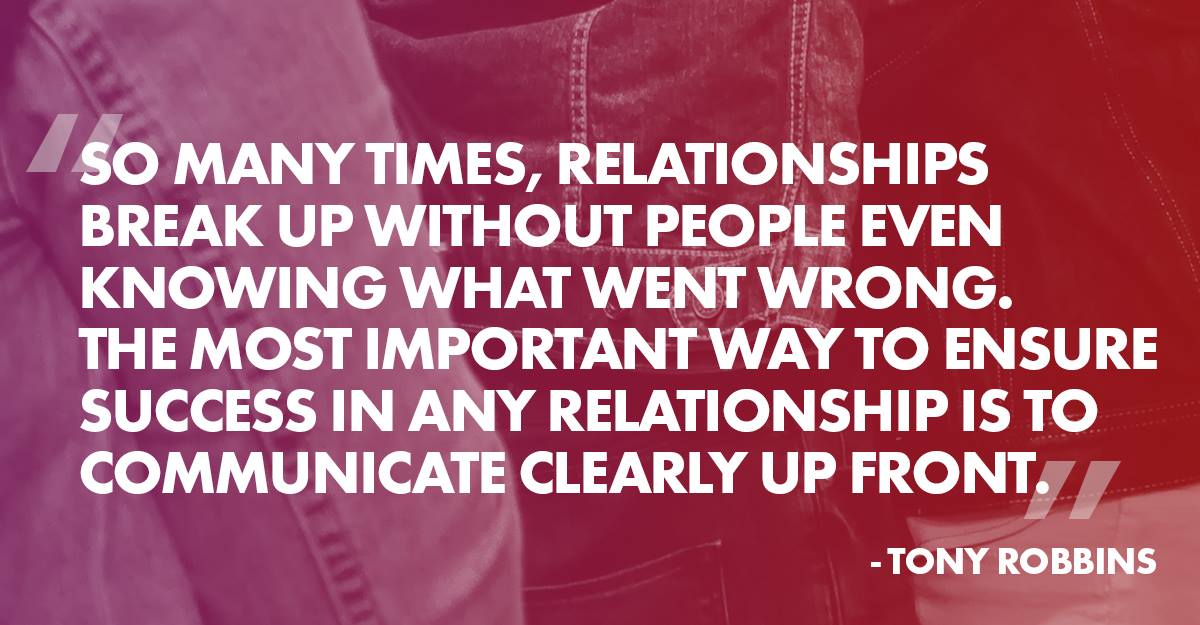 "SO MANY TIMES, RELATIONSHIPS
BREAK UP WITHOUT PEOPLE EVEN
KNOWING WHAT WENT WRONG.
THE MOST IMPORTANT WAY TO ENSURE
SUCCESS IN ANY RELATIONSHIP IS TO
COMMUNICATE CLEARLY UP FRONT."
- TONY ROBBINS